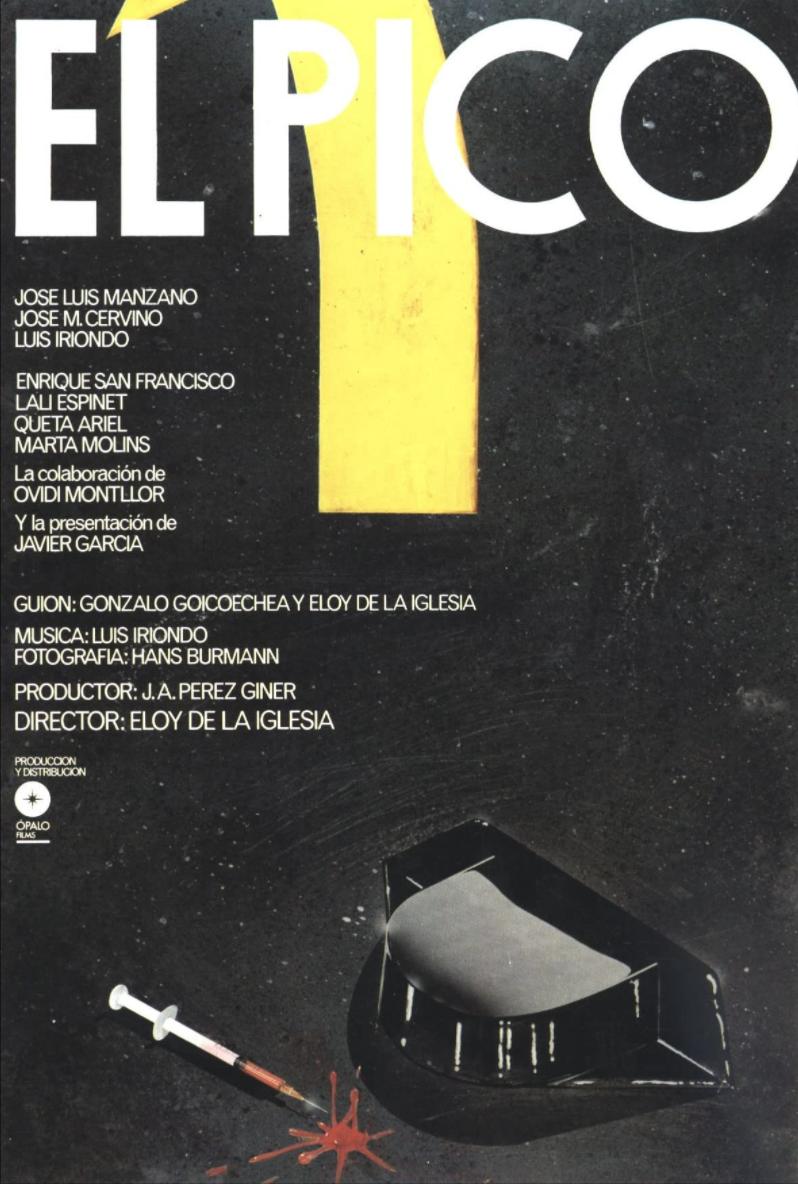 EL PICO
JOSE LUIS MANZANO
JOSE M. CERVINO
LUIS IRIONDO
ENRIQUE SAN FRANCISCO
LALI ESPINET
QUETA ARIEL
MARTA MOLINS
La colaboración de
OVIDI MONTLLOR
Y la presentación de
JAVIER GARCIA
GUION: GONZALO GOICOECHEA Y ELOY DE LA IGLESIA
MUSICA: LUIS IRIONDO
FOTOGRAFIA: HANS BURMANN
PRODUCTOR: J. A. PEREZ GINER
DIRECTOR: ELOY DE LA IGLESIA
PRODUCCION
Y DISTRIBUCION
ÓPALO
FILMS